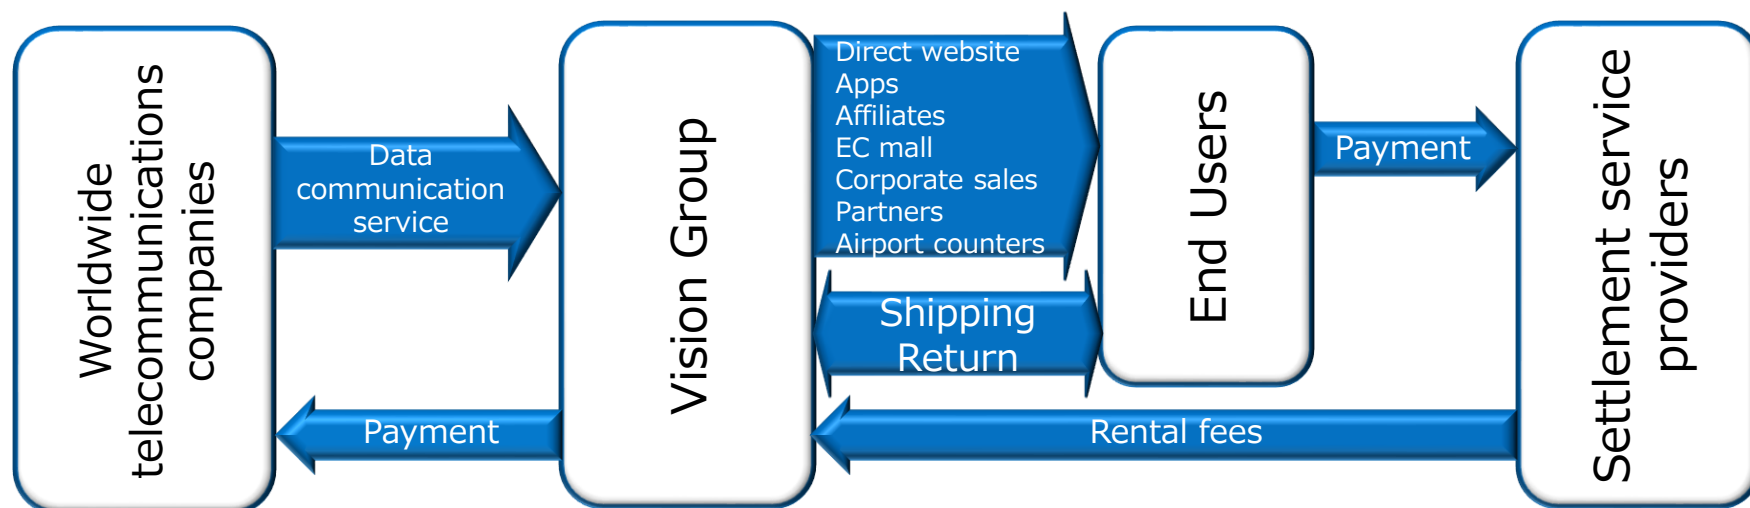 Worldwide
telecommunications
companies
Data
communication
service
Payment
Vision Group
Direct website
Apps
Affiliates
EC mall
Corporate sales
Partners
Airport counters
Shipping
Return
End Users
Payment
Rental fees
Settlement service
providers